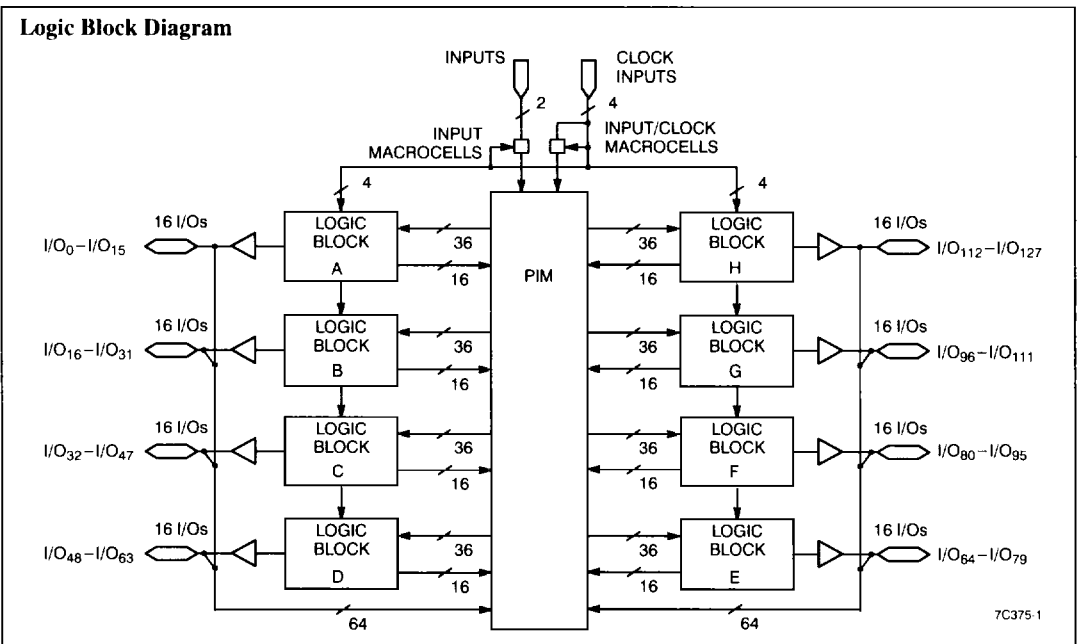 Logic Block Diagram
INPUTS
CLOCK
INPUTS
2
4
INPUT
MACROCELLS
INPUT/CLOCK
MACROCELLS
4
4
16 I/Os
I/O0–I/O15
LOGIC
BLOCK
A
36
16
PIM
36
16
LOGIC
BLOCK
H
16 I/Os
I/O112–I/O127
16 I/Os
I/O16–I/O31
LOGIC
BLOCK
B
36
16
36
16
LOGIC
BLOCK
G
16 I/Os
I/O96–I/O111
16 I/Os
I/O32–I/O47
LOGIC
BLOCK
C
36
16
36
16
LOGIC
BLOCK
F
16 I/Os
I/O80–I/O95
16 I/Os
I/O48–I/O63
LOGIC
BLOCK
D
36
16
36
16
LOGIC
BLOCK
E
16 I/Os
I/O64–I/O79
64
64
7C375-1